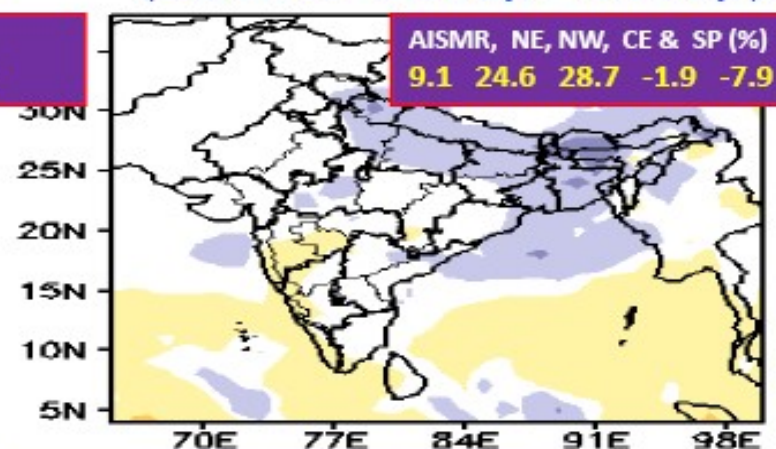 AISMR, NE, NW, CE & SP (%)
9.1 24.6 28.7 -1.9 -7.9
30N
25N
20N
15N
10N
5N
70E 77E 84E 91E 98E